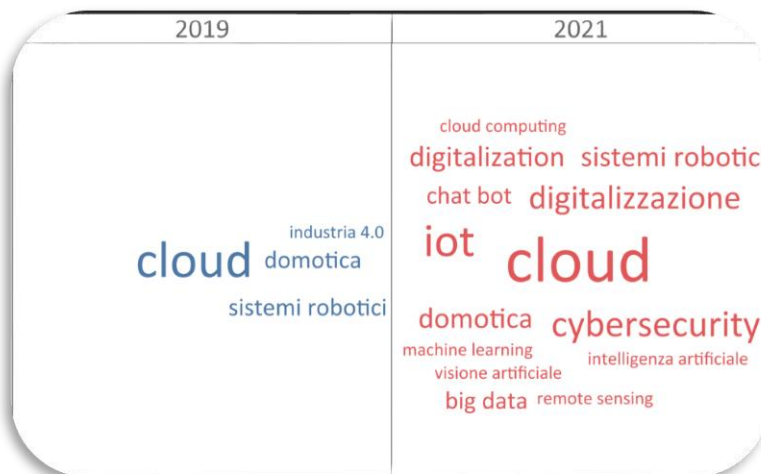 2019
industria 4.0
cloud domotica
sistemi robotici
2021
cloud computing
digitalization sistemi robotic
chat bot digitalizzazione
iot
cloud
domotica cybersecurity
machine learning
intelligenza artificiale
visione artificiale
big data remote sensing